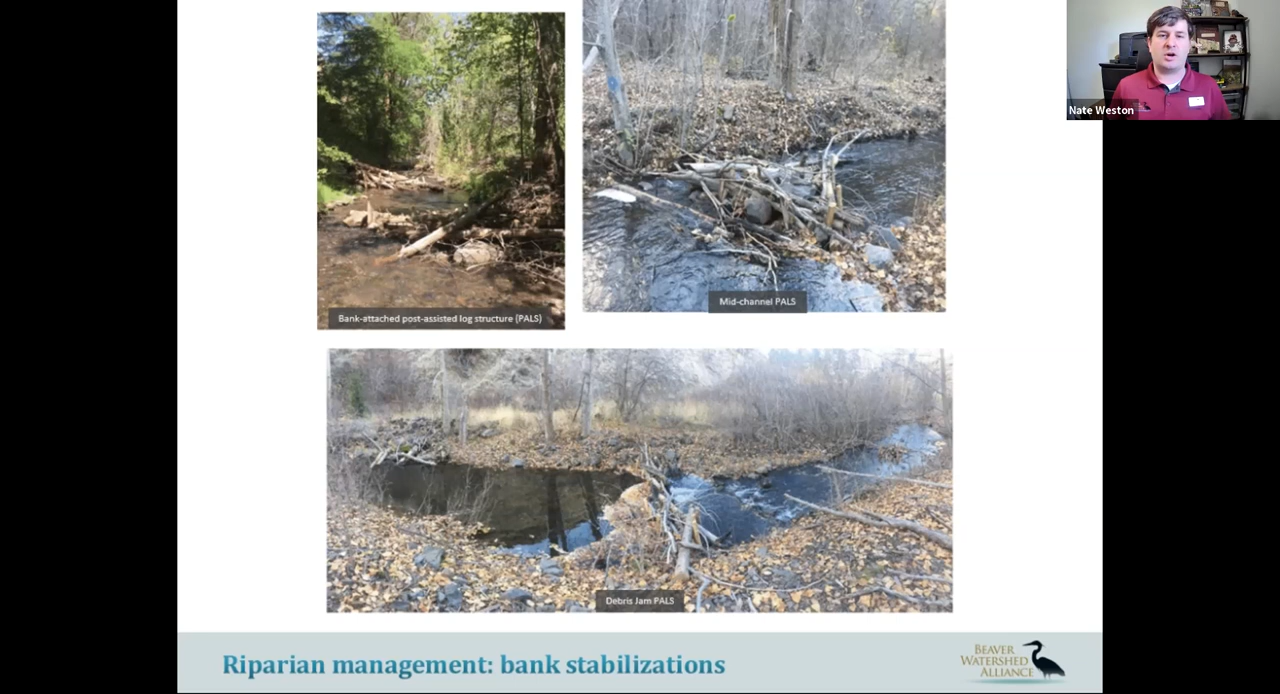 Nate Weston
Bank-attached post-assisted log structure (PALS)
Mid-channel PALS
Debris Jam PALS
Riparian management: bank stabilizations
BEAVER
WATERSHED
ALLIANCE